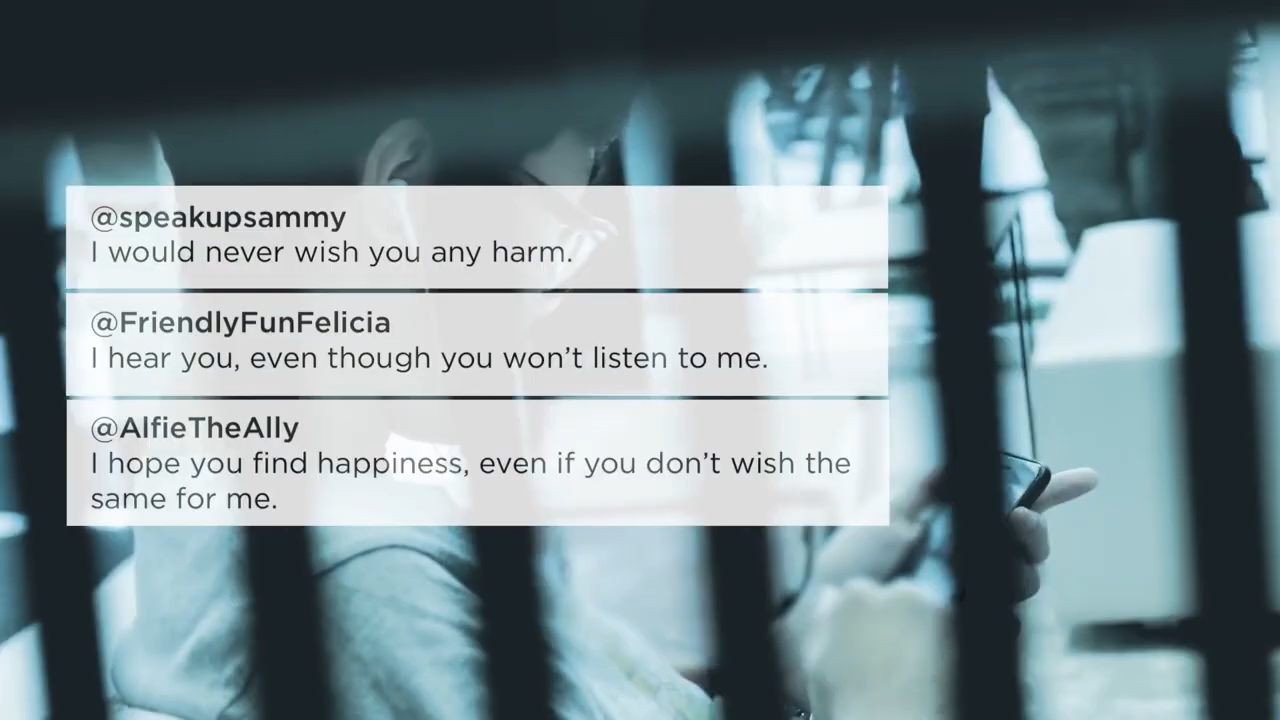 @speakupsammy
I would never wish you any harm.
@FriendlyFunFelicia
I hear you, even though you won’t listen to me.
@AlfieTheAlly
I hope you find happiness, even if you don’t wish the
same for me.